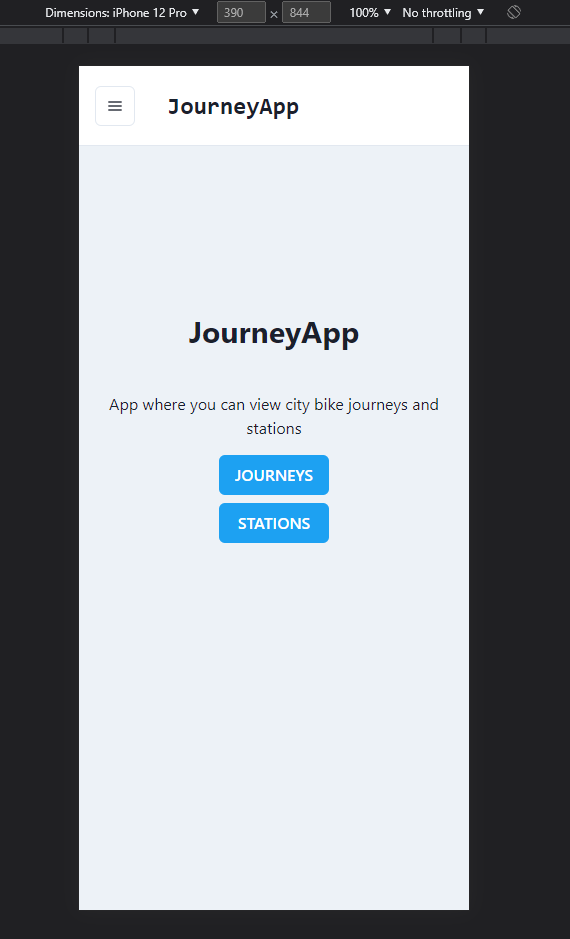 Dimensions: iPhone 12 Pro ▼ 390 × 844 100% ▼ No throttling ▼
JourneyApp
JourneyApp
App where you can view city bike journeys and
stations
JOURNEYS
STATIONS